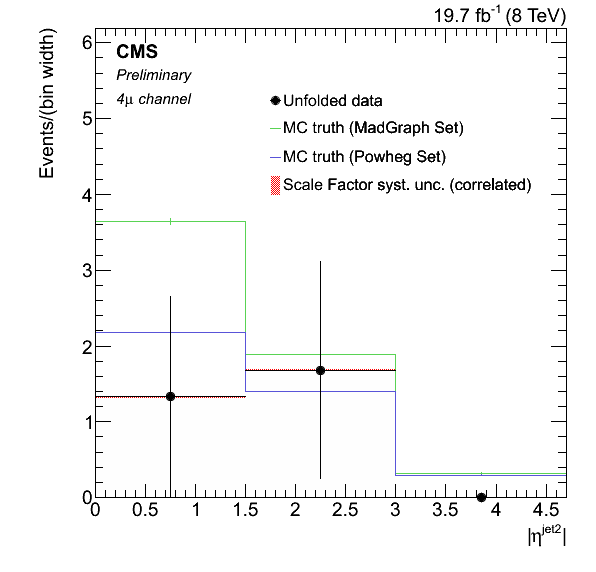 19.7 fb⁻¹ (8 TeV)
CMS
Preliminary
4μ channel
Unfolded data
MC truth (MadGraph Set)
MC truth (Powheg Set)
Scale Factor syst. unc. (correlated)
Events/(bin width)
6
5
4
3
2
1
0
0 0.5 1 1.5 2 2.5 3 3.5 4 4.5
|η^jet2|